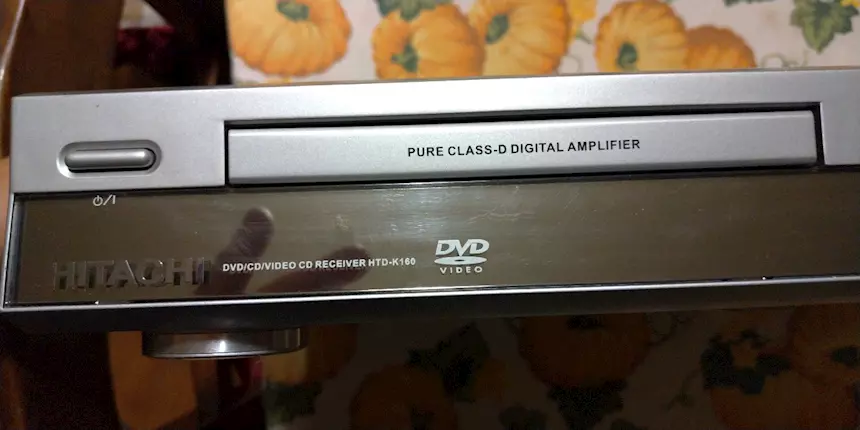 PURE CLASS-D DIGITAL AMPLIFIER
⏻/I
HITACHI
DVD/CD/VIDEO CD RECEIVER HTD-K160
DVD
VIDEO